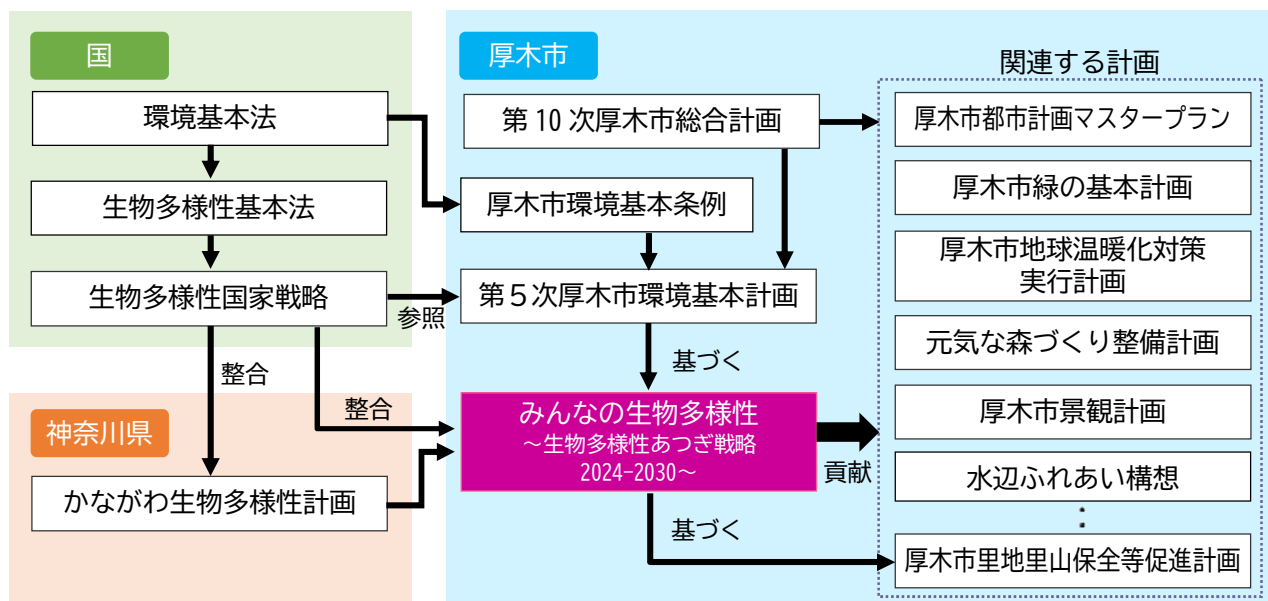 国
環境基本法
生物多様性基本法
生物多様性国家戦略
参照
整合
整合
神奈川県
かながわ生物多様性計画
厚木市
第10次厚木市総合計画
厚木市環境基本条例
第５次厚木市環境基本計画
基づく
みんなの生物多様性
～生物多様性あつぎ戦略
2024-2030～
貢献
基づく
関連する計画
厚木市都市計画マスタープラン
厚木市緑の基本計画
厚木市地球温暖化対策
実行計画
元気な森づくり整備計画
厚木市景観計画
水辺ふれあい構想
：
厚木市里地里山保全等促進計画